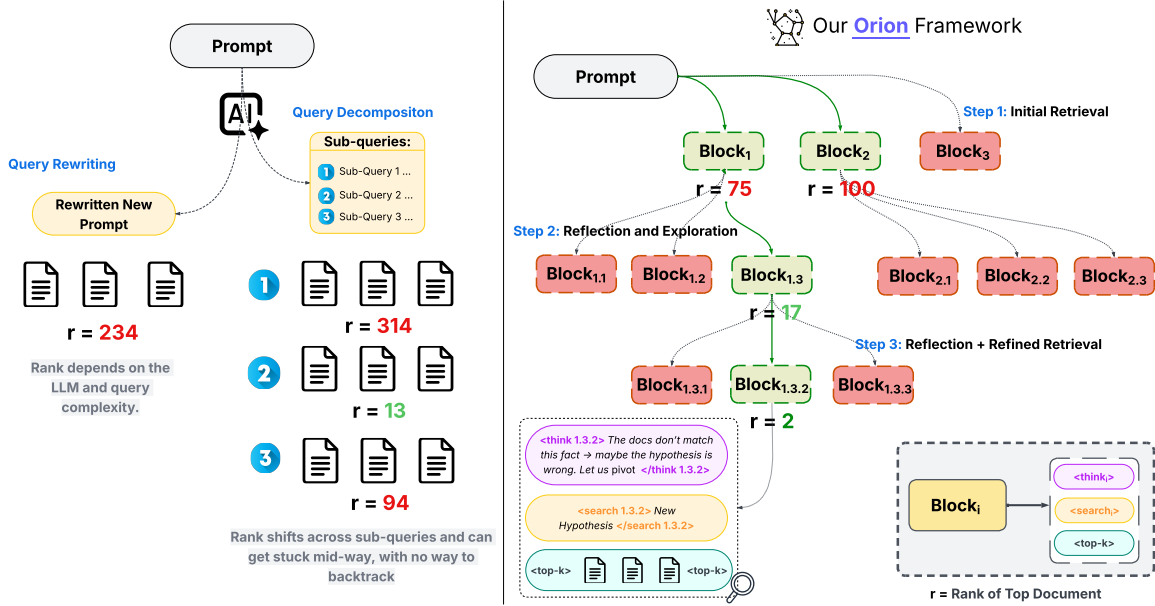 Prompt
AI
Query Decompositon
Sub-queries:
1 Sub-Query 1 ...
2 Sub-Query 2 ...
3 Sub-Query 3 ...
Query Rewriting
Rewritten New
Prompt
r = 234
Rank depends on the
LLM and query
complexity.
1
r = 314
2
r = 13
3
r = 94
Rank shifts across sub-queries and can
get stuck mid-way, with no way to
backtrack
Our Orion Framework
Prompt
Step 1: Initial Retrieval
Block1
Block2
Block3
r = 75
r = 100
Step 2: Reflection and Exploration
Block1.1
Block1.2
Block1.3
Block2.1
Block2.2
Block2.3
r = 17
Step 3: Reflection + Refined Retrieval
Block1.3.1
Block1.3.2
Block1.3.3
r = 2
<think 1.3.2> The docs don't match
this fact → maybe the hypothesis is
wrong. Let us pivot </think 1.3.2>
<search 1.3.2> New
Hypothesis </search 1.3.2>
<top-k> <top-k>
Blocki
<thinki>
<searchi>
<top-k>
r = Rank of Top Document